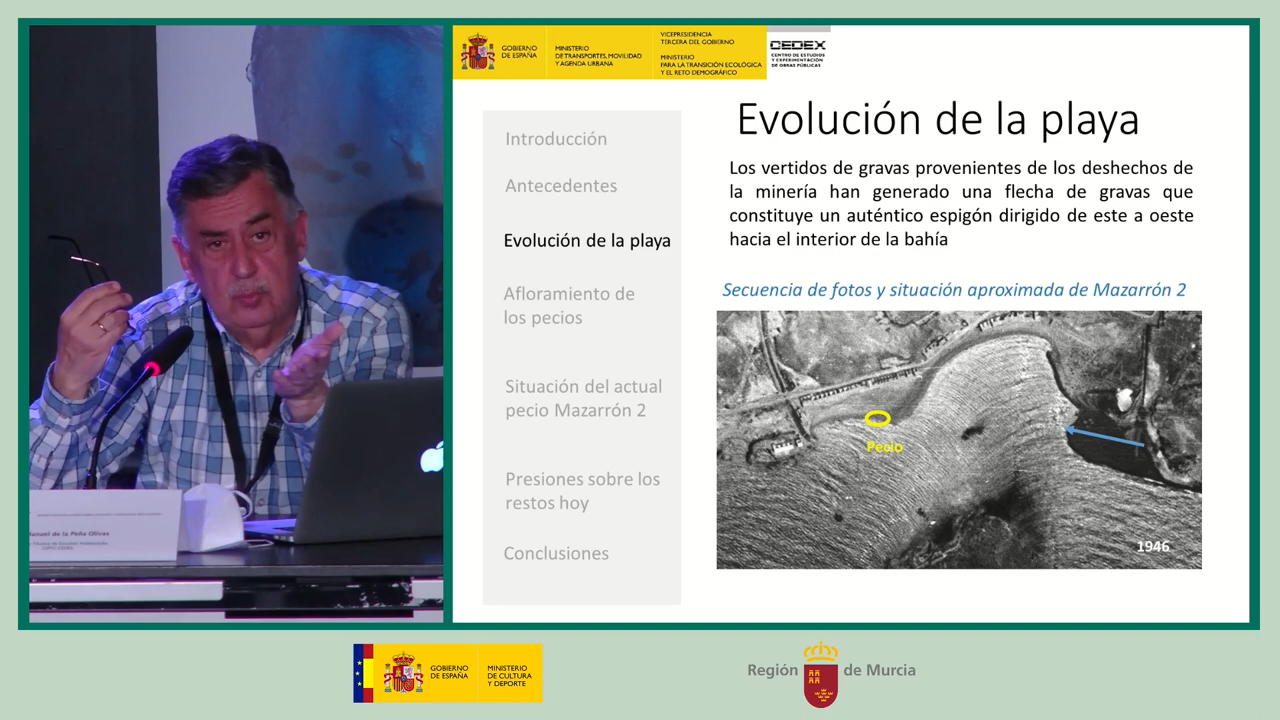 GOBIERNO
DE ESPAÑA
MINISTERIO
DE TRANSPORTES, MOVILIDAD
Y AGENDA URBANA
VICEPRESIDENCIA
TERCERA DEL GOBIERNO
MINISTERIO
PARA LA TRANSICIÓN ECOLÓGICA
Y EL RETO DEMOGRÁFICO
CEDEX
CENTRO DE ESTUDIOS
Y EXPERIMENTACIÓN
DE OBRAS PÚBLICAS
Introducción
Antecedentes
Evolución de la playa
Afloramiento de
los pecios
Situación del actual
pecio Mazarrón 2
Presiones sobre los
restos hoy
Conclusiones
Evolución de la playa
Los vertidos de gravas provenientes de los deshechos de
la minería han generado una flecha de gravas que
constituye un auténtico espigón dirigido de este a oeste
hacia el interior de la bahía
Secuencia de fotos y situación aproximada de Mazarrón 2
Pecio
1946
de la Peña Olivas
GOBIERNO
DE ESPAÑA
MINISTERIO
DE CULTURA
Y DEPORTE
Región de Murcia